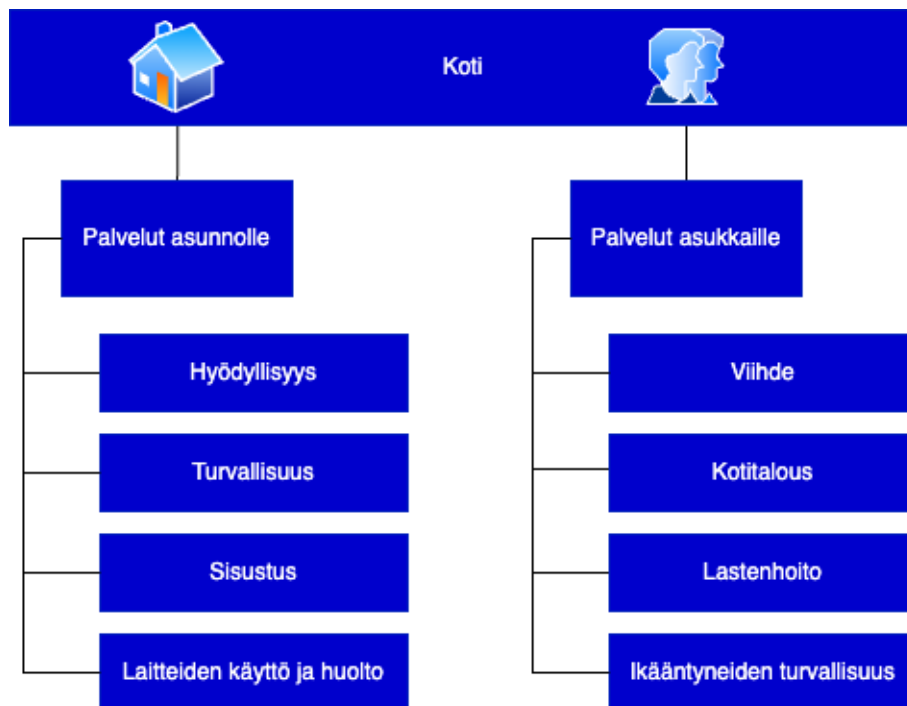 Koti
Palvelut asunnolle
Hyödyllisyys
Turvallisuus
Sisustus
Laitteiden käyttö ja huolto
Palvelut asukkaille
Viihde
Kotitalous
Lastenhoito
Ikääntyneiden turvallisuus